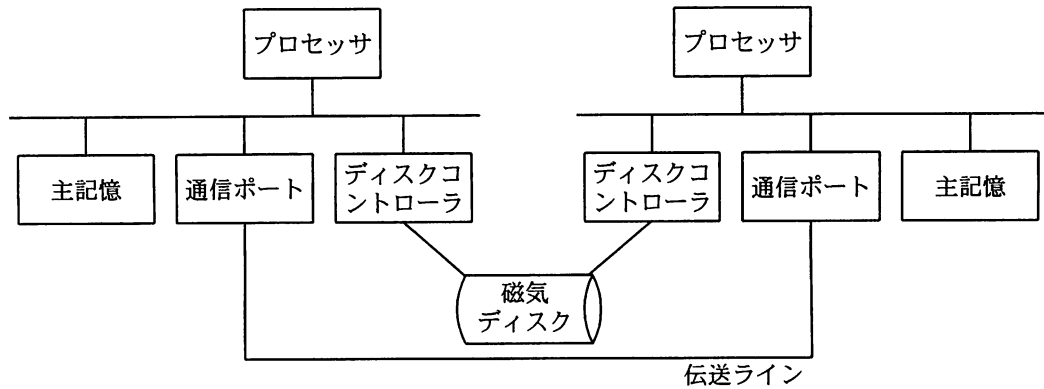 プロセッサ
プロセッサ
主記憶
通信ポート
ディスクコ
ントローラ
ディスクコ
ントローラ
通信ポート
主記憶
磁気
ディスク
伝送ライン